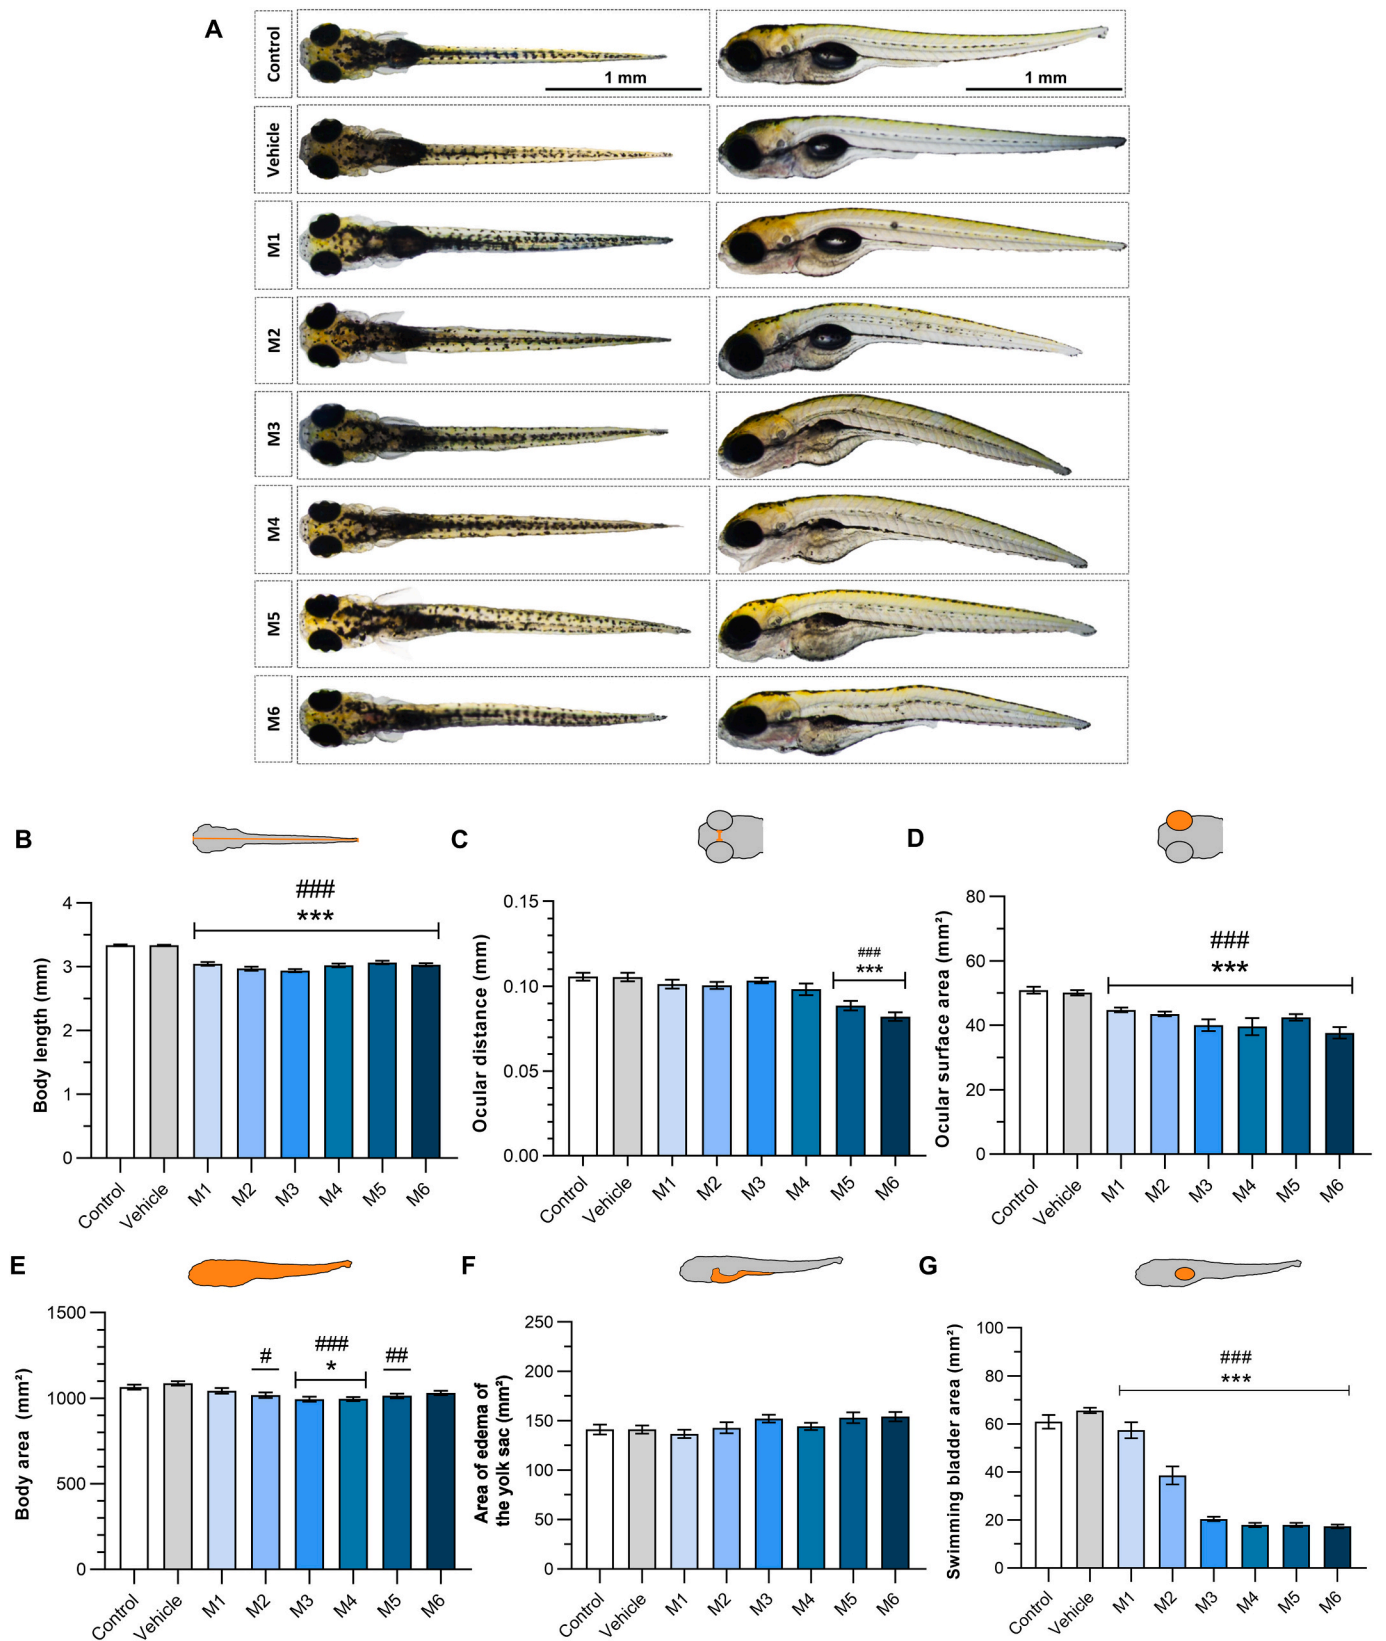 A
Control
1 mm
1 mm
Vehicle
M1
M2
M3
M4
M5
M6
B
###
***
Body length (mm)
4
3
2
1
0
Control
Vehicle
M1
M2
M3
M4
M5
M6
C
###
***
Ocular distance (mm)
0.15
0.10
0.05
0.00
Control
Vehicle
M1
M2
M3
M4
M5
M6
D
###
***
Ocular surface area (mm²)
80
60
40
20
0
Control
Vehicle
M1
M2
M3
M4
M5
M6
E
#
###
*
##
Body area (mm²)
1500
1000
500
0
Control
Vehicle
M1
M2
M3
M4
M5
M6
F
Area of edema of
the yolk sac (mm²)
250
200
150
100
50
0
Control
Vehicle
M1
M2
M3
M4
M5
M6
G
###
***
Swimming bladder area (mm²)
100
80
60
40
20
0
Control
Vehicle
M1
M2
M3
M4
M5
M6